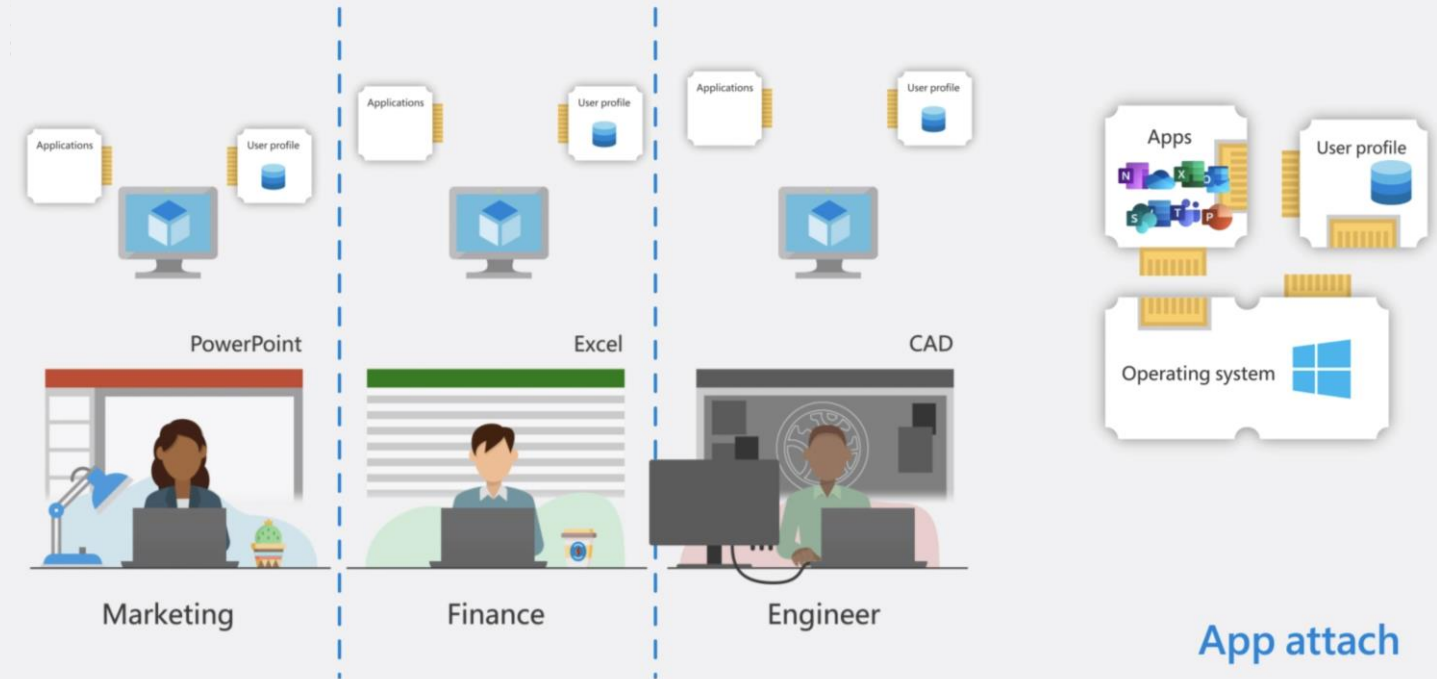 Applications
User profile
Applications
User profile
Applications
User profile
Apps
N
X
O
S
T
P
User profile
Operating system
PowerPoint
Excel
CAD
Marketing
Finance
Engineer
App attach